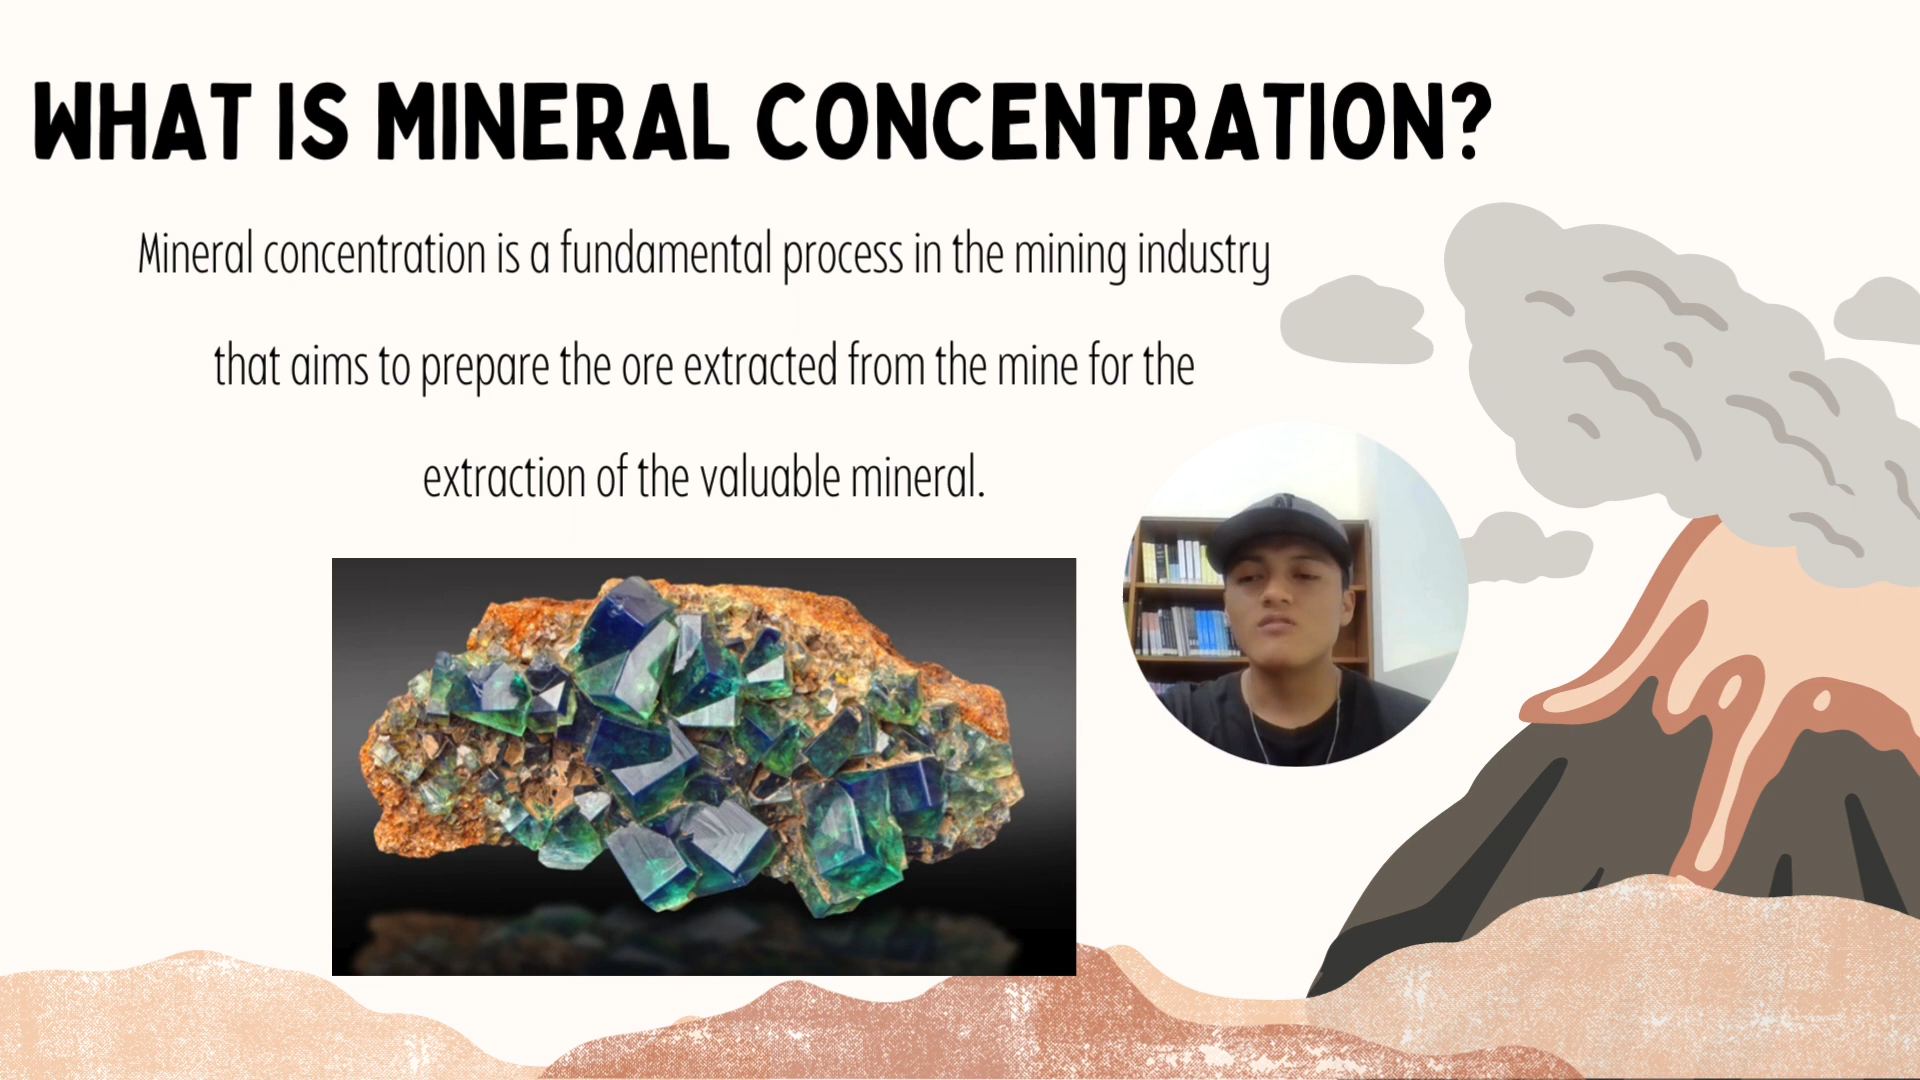 WHAT IS MINERAL CONCENTRATION?
Mineral concentration is a fundamental process in the mining industry
that aims to prepare the ore extracted from the mine for the
extraction of the valuable mineral.